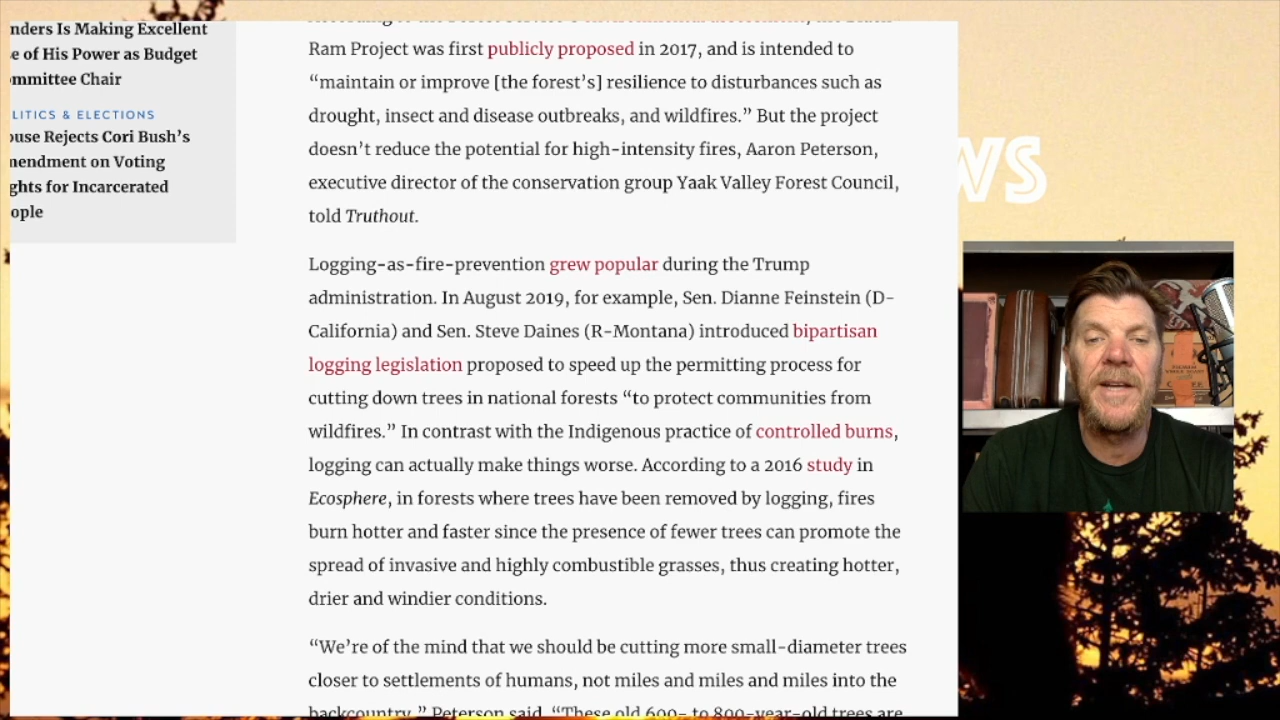 nders Is Making Excellent
e of His Power as Budget
ommittee Chair
LITICS & ELECTIONS
ouse Rejects Cori Bush’s
mendment on Voting
ghts for Incarcerated
ople
Ram Project was first publicly proposed in 2017, and is intended to
“maintain or improve [the forest’s] resilience to disturbances such as
drought, insect and disease outbreaks, and wildfires.” But the project
doesn’t reduce the potential for high-intensity fires, Aaron Peterson,
executive director of the conservation group Yaak Valley Forest Council,
told Truthout.
Logging-as-fire-prevention grew popular during the Trump
administration. In August 2019, for example, Sen. Dianne Feinstein (D-
California) and Sen. Steve Daines (R-Montana) introduced bipartisan
logging legislation proposed to speed up the permitting process for
cutting down trees in national forests “to protect communities from
wildfires.” In contrast with the Indigenous practice of controlled burns,
logging can actually make things worse. According to a 2016 study in
Ecosphere, in forests where trees have been removed by logging, fires
burn hotter and faster since the presence of fewer trees can promote the
spread of invasive and highly combustible grasses, thus creating hotter,
drier and windier conditions.
“We’re of the mind that we should be cutting more small-diameter trees
closer to settlements of humans, not miles and miles and miles into the
backcountry,” Peterson said. “These old 600- to 800-year-old trees are
WS